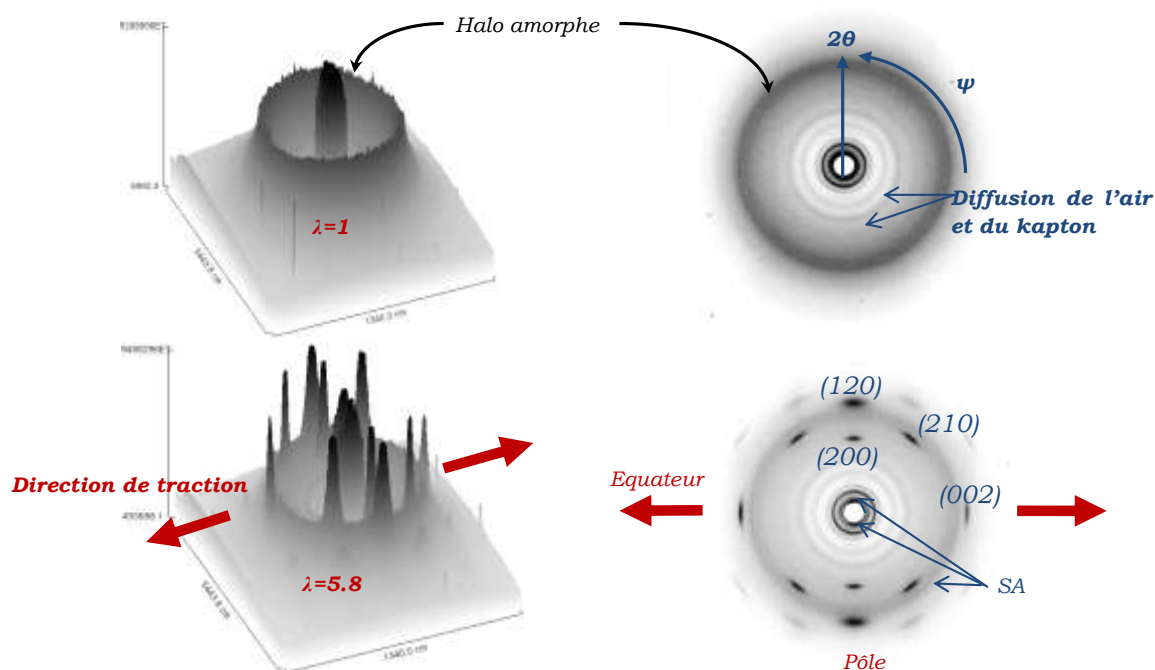 Halo amorphe
2θ
ψ
λ=1
Diffusion de l'air
et du kapton
(120)
(210)
(200)
(002)
Equateur
Direction de traction
λ=5.8
SA
Pôle